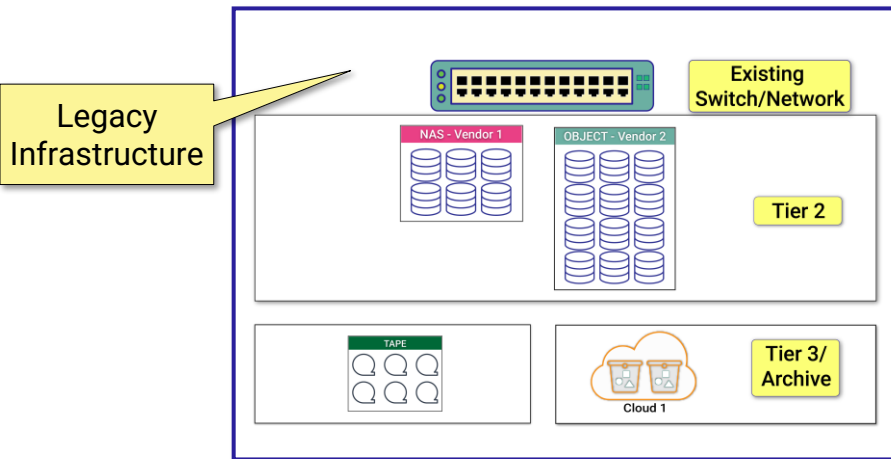 Legacy
Infrastructure
Existing
Switch/Network
NAS - Vendor 1
OBJECT - Vendor 2
Tier 2
TAPE
Cloud 1
Tier 3/
Archive